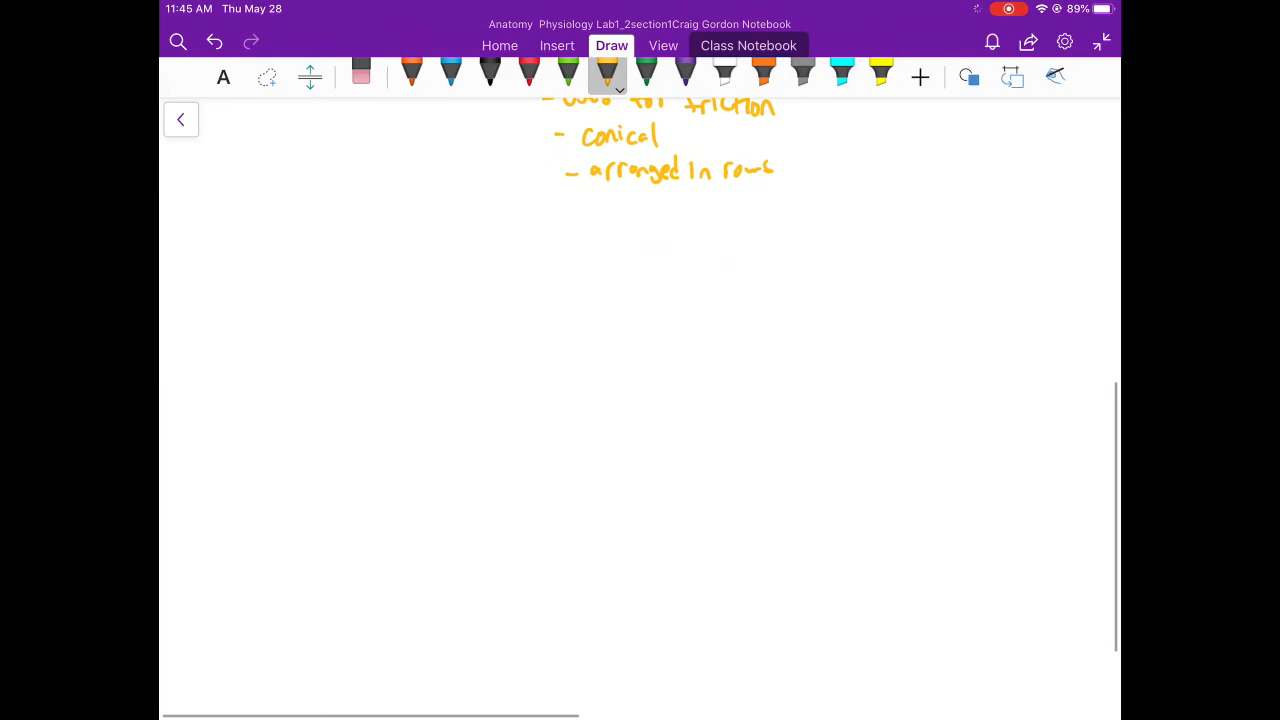 11:45 AM Thu May 28
89%
Anatomy Physiology Lab1_2section1Craig Gordon Notebook
Home Insert Draw View Class Notebook
A
- used for friction
- conical
- arranged in rows